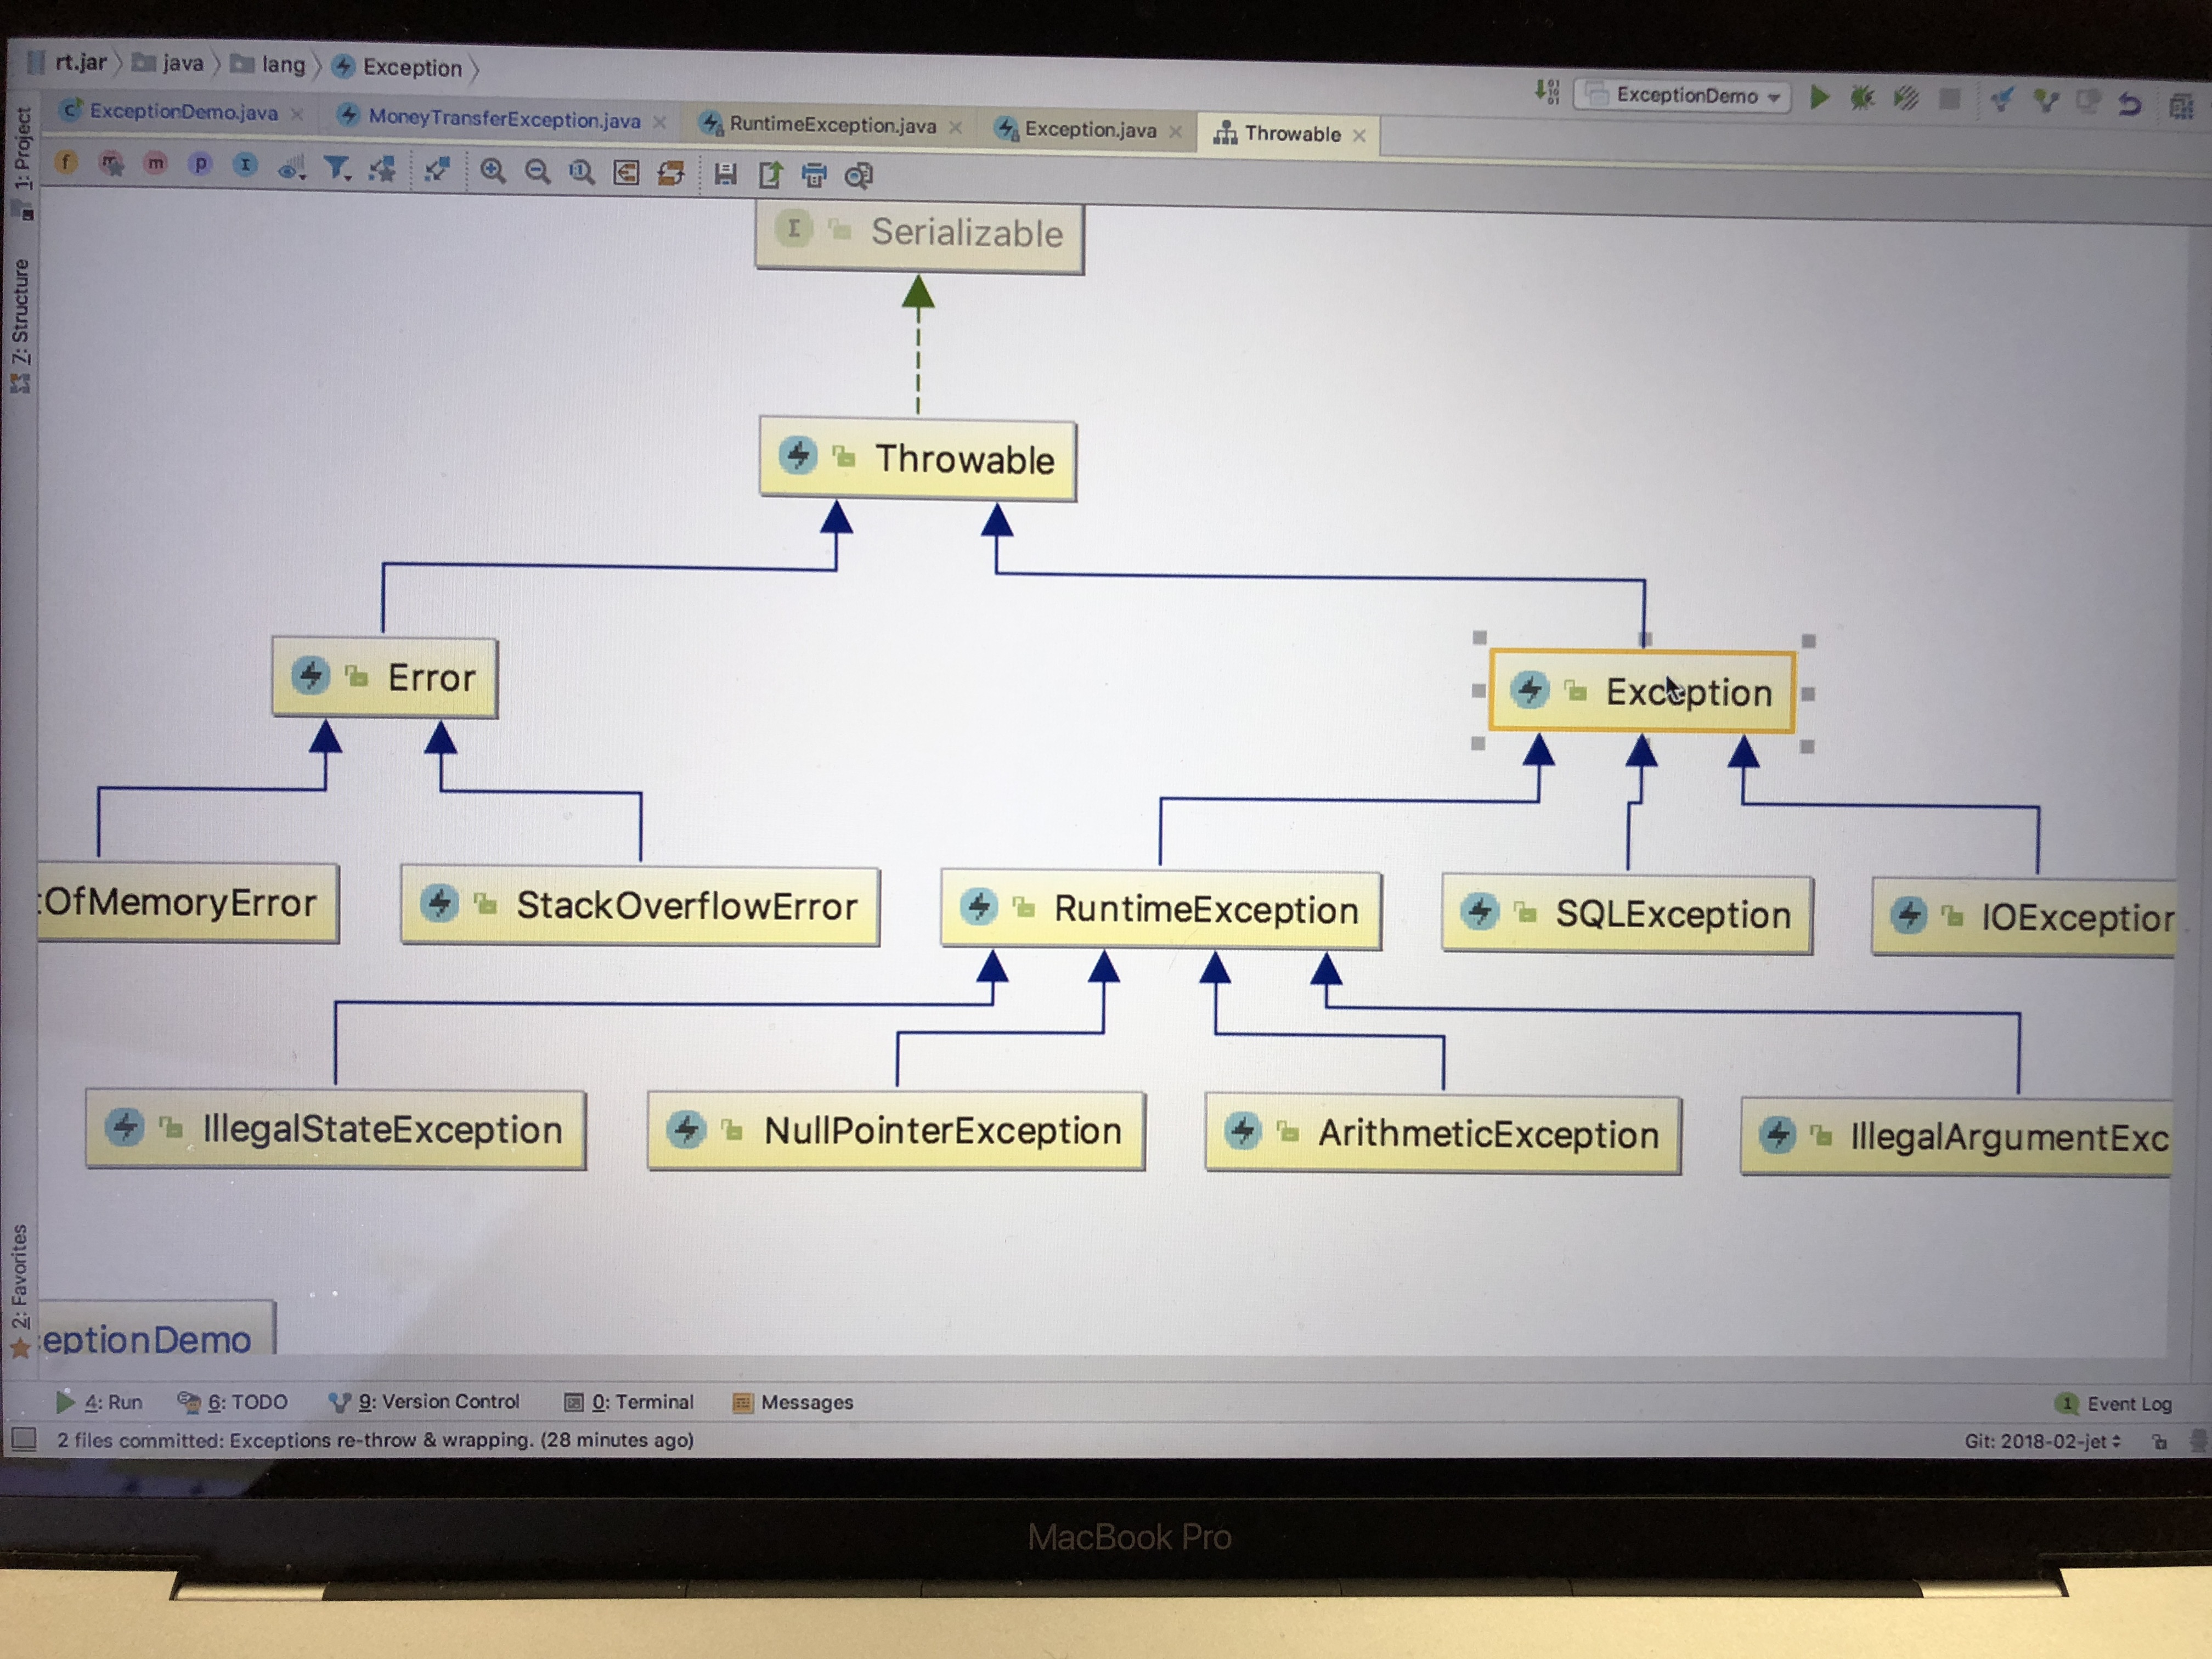 rt.jar java lang Exception
ExceptionDemo
ExceptionDemo.java MoneyTransferException.java RuntimeException.java Exception.java Throwable
1: Project
7: Structure
2: Favorites
Serializable
Throwable
Error Exception
:OfMemoryError StackOverflowError RuntimeException SQLException IOException
IllegalStateException NullPointerException ArithmeticException IllegalArgumentExc
eptionDemo
4: Run 6: TODO 9: Version Control 0: Terminal Messages 1 Event Log
2 files committed: Exceptions re-throw & wrapping. (28 minutes ago) Git: 2018-02-jet
MacBook Pro